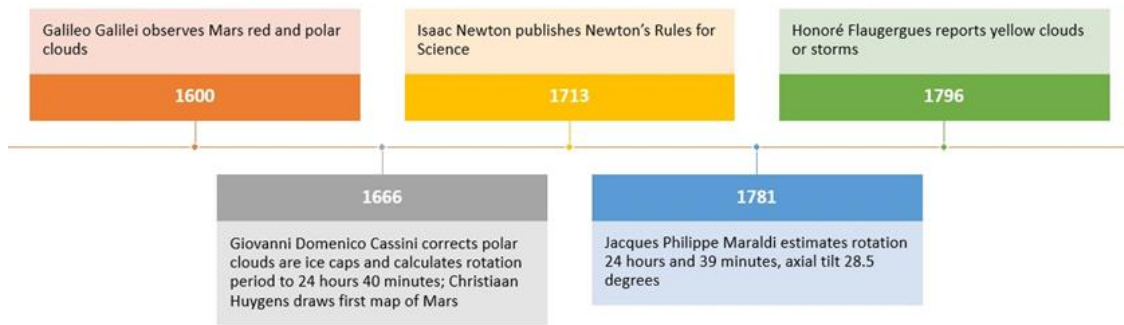 Galileo Galilei observes Mars red and polar
clouds
1600
1666
Giovanni Domenico Cassini corrects polar
clouds are ice caps and calculates rotation
period to 24 hours 40 minutes; Christiaan
Huygens draws first map of Mars
Isaac Newton publishes Newton's Rules for
Science
1713
1781
Jacques Philippe Maraldi estimates rotation
24 hours and 39 minutes, axial tilt 28.5
degrees
Honoré Flaugergues reports yellow clouds
or storms
1796